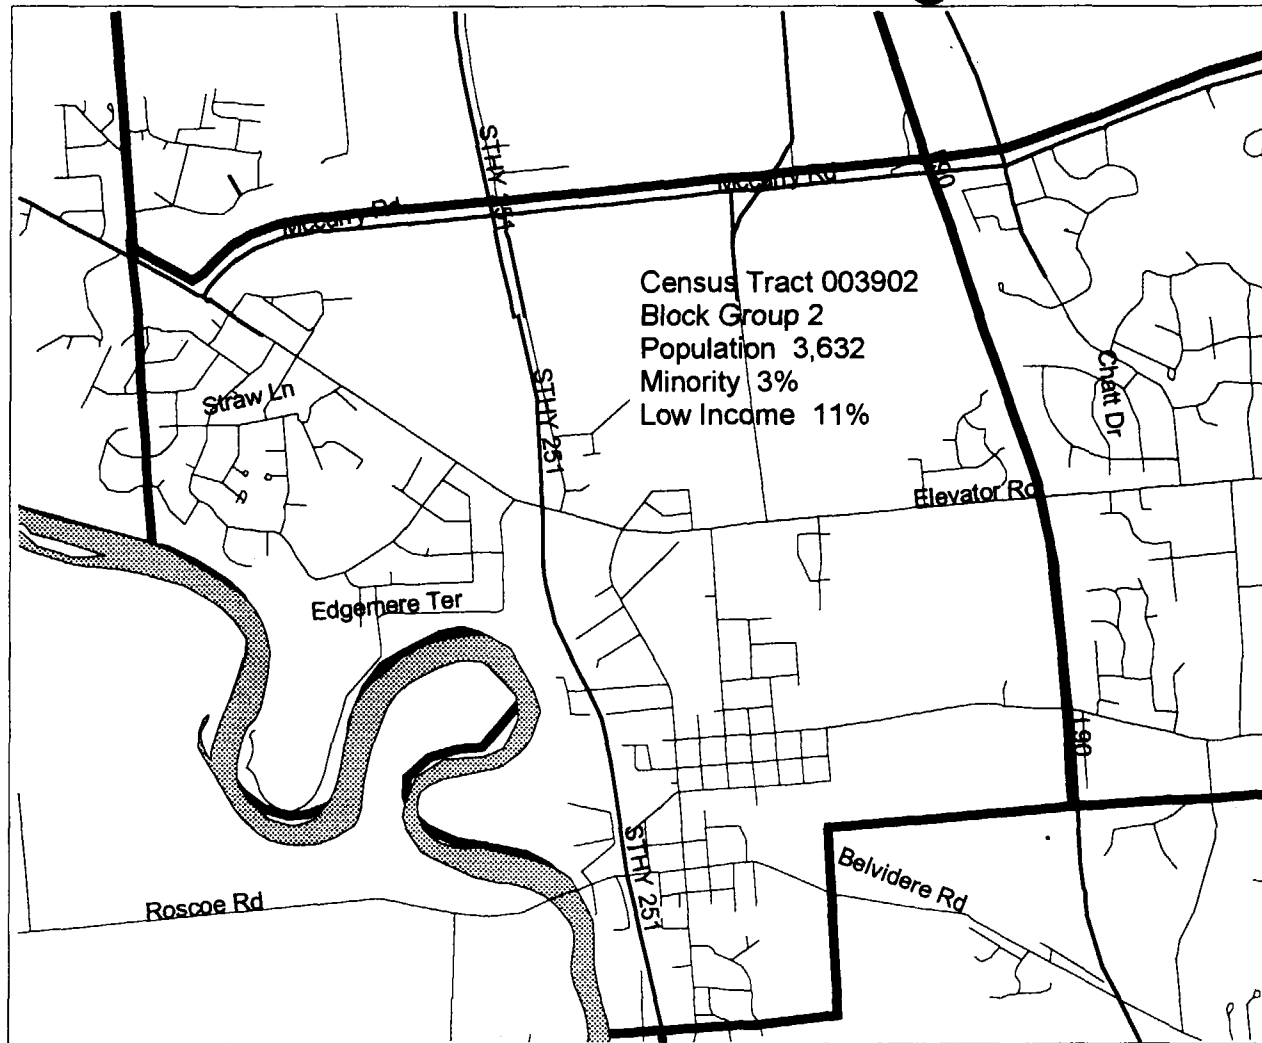 STHY 251
Mccurry Rd
Mccurry Rd
I 90
Census Tract 003902
Block Group 2
Population 3,632
Minority 3%
Low Income 11%
Straw Ln
STHY 251
Chatt Dr
Elevator Rd
Edgemere Ter
I 90
STHY 251
Belvidere Rd
Roscoe Rd